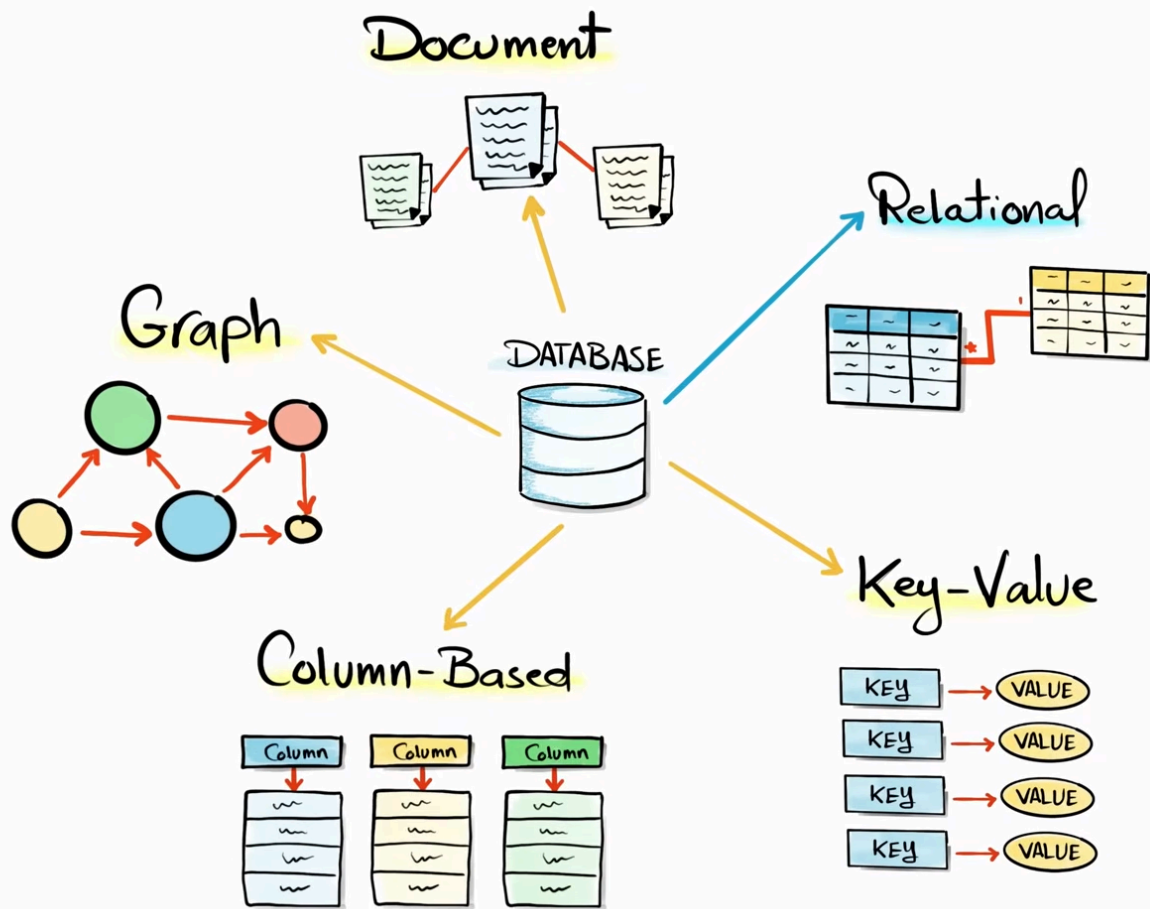 Document
Relational
Graph
DATABASE
*
Key-Value
KEY VALUE
KEY VALUE
KEY VALUE
KEY VALUE
Column-Based
Column Column Column